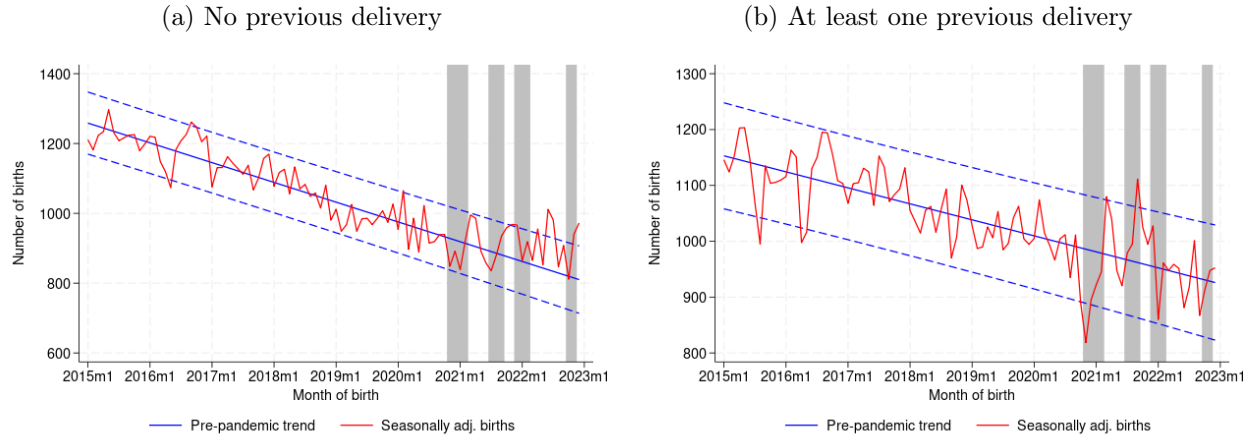 (a) No previous delivery
1400
1200
1000
800
600
Number of births
2015m1 2016m1 2017m1 2018m1 2019m1 2020m1 2021m1 2022m1 2023m1
Month of birth
Pre-pandemic trend Seasonally adj. births
(b) At least one previous delivery
1300
1200
1100
1000
900
800
Number of births
2015m1 2016m1 2017m1 2018m1 2019m1 2020m1 2021m1 2022m1 2023m1
Month of birth
Pre-pandemic trend Seasonally adj. births